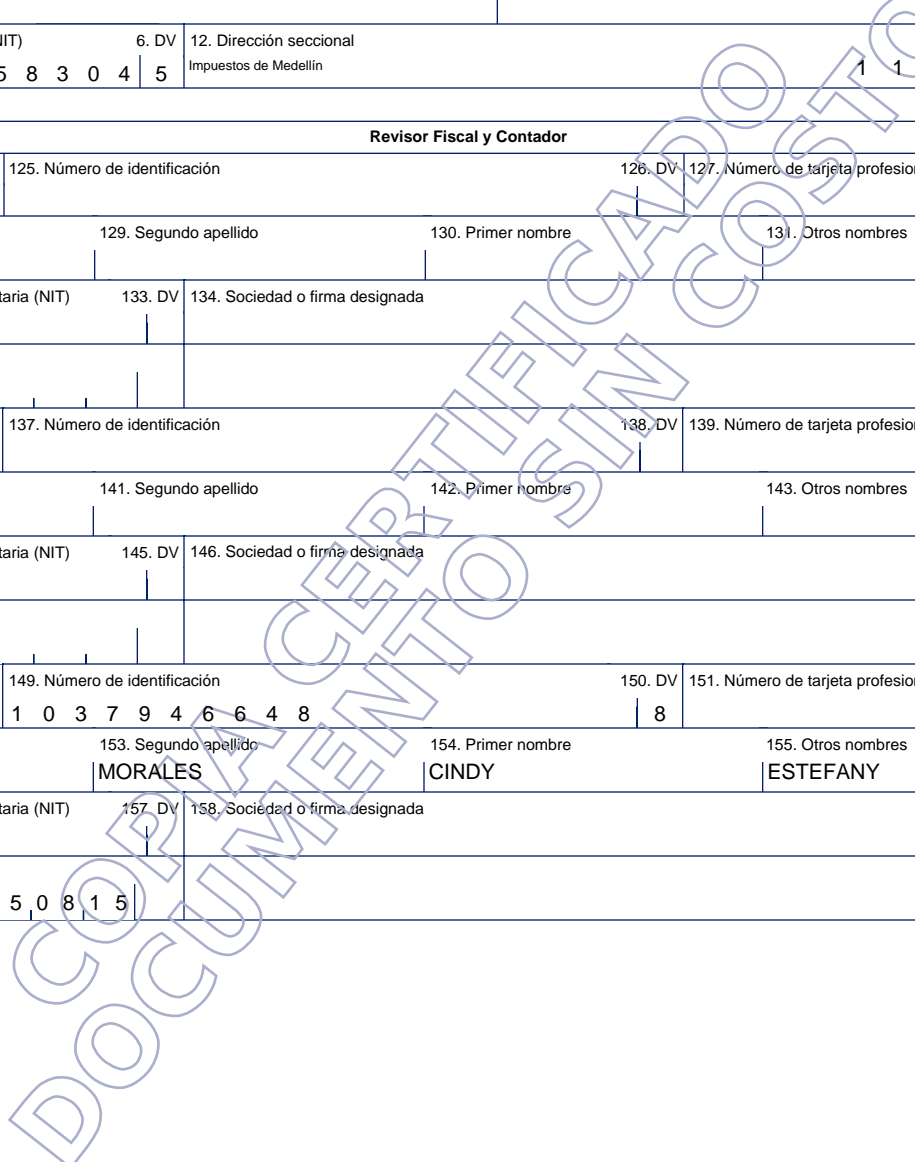 IIT) 6. DV 12. Dirección seccional
5 8 3 0 4 5 Impuestos de Medellín 1 1
Revisor Fiscal y Contador
125. Número de identificación 126. DV 127. Número de tarjeta profesion
129. Segundo apellido 130. Primer nombre 131. Otros nombres
taria (NIT) 133. DV 134. Sociedad o firma designada
137. Número de identificación 138. DV 139. Número de tarjeta profesion
141. Segundo apellido 142. Primer nombre 143. Otros nombres
taria (NIT) 145. DV 146. Sociedad o firma designada
149. Número de identificación 150. DV 151. Número de tarjeta profesion
1 0 3 7 9 4 6 6 4 8 8
153. Segundo apellido 154. Primer nombre 155. Otros nombres
MORALES CINDY ESTEFANY
taria (NIT) 157. DV 158. Sociedad o firma designada
5 0 8 1 5
COPIA CERTIFICADO
DOCUMENTO SIN COSTO